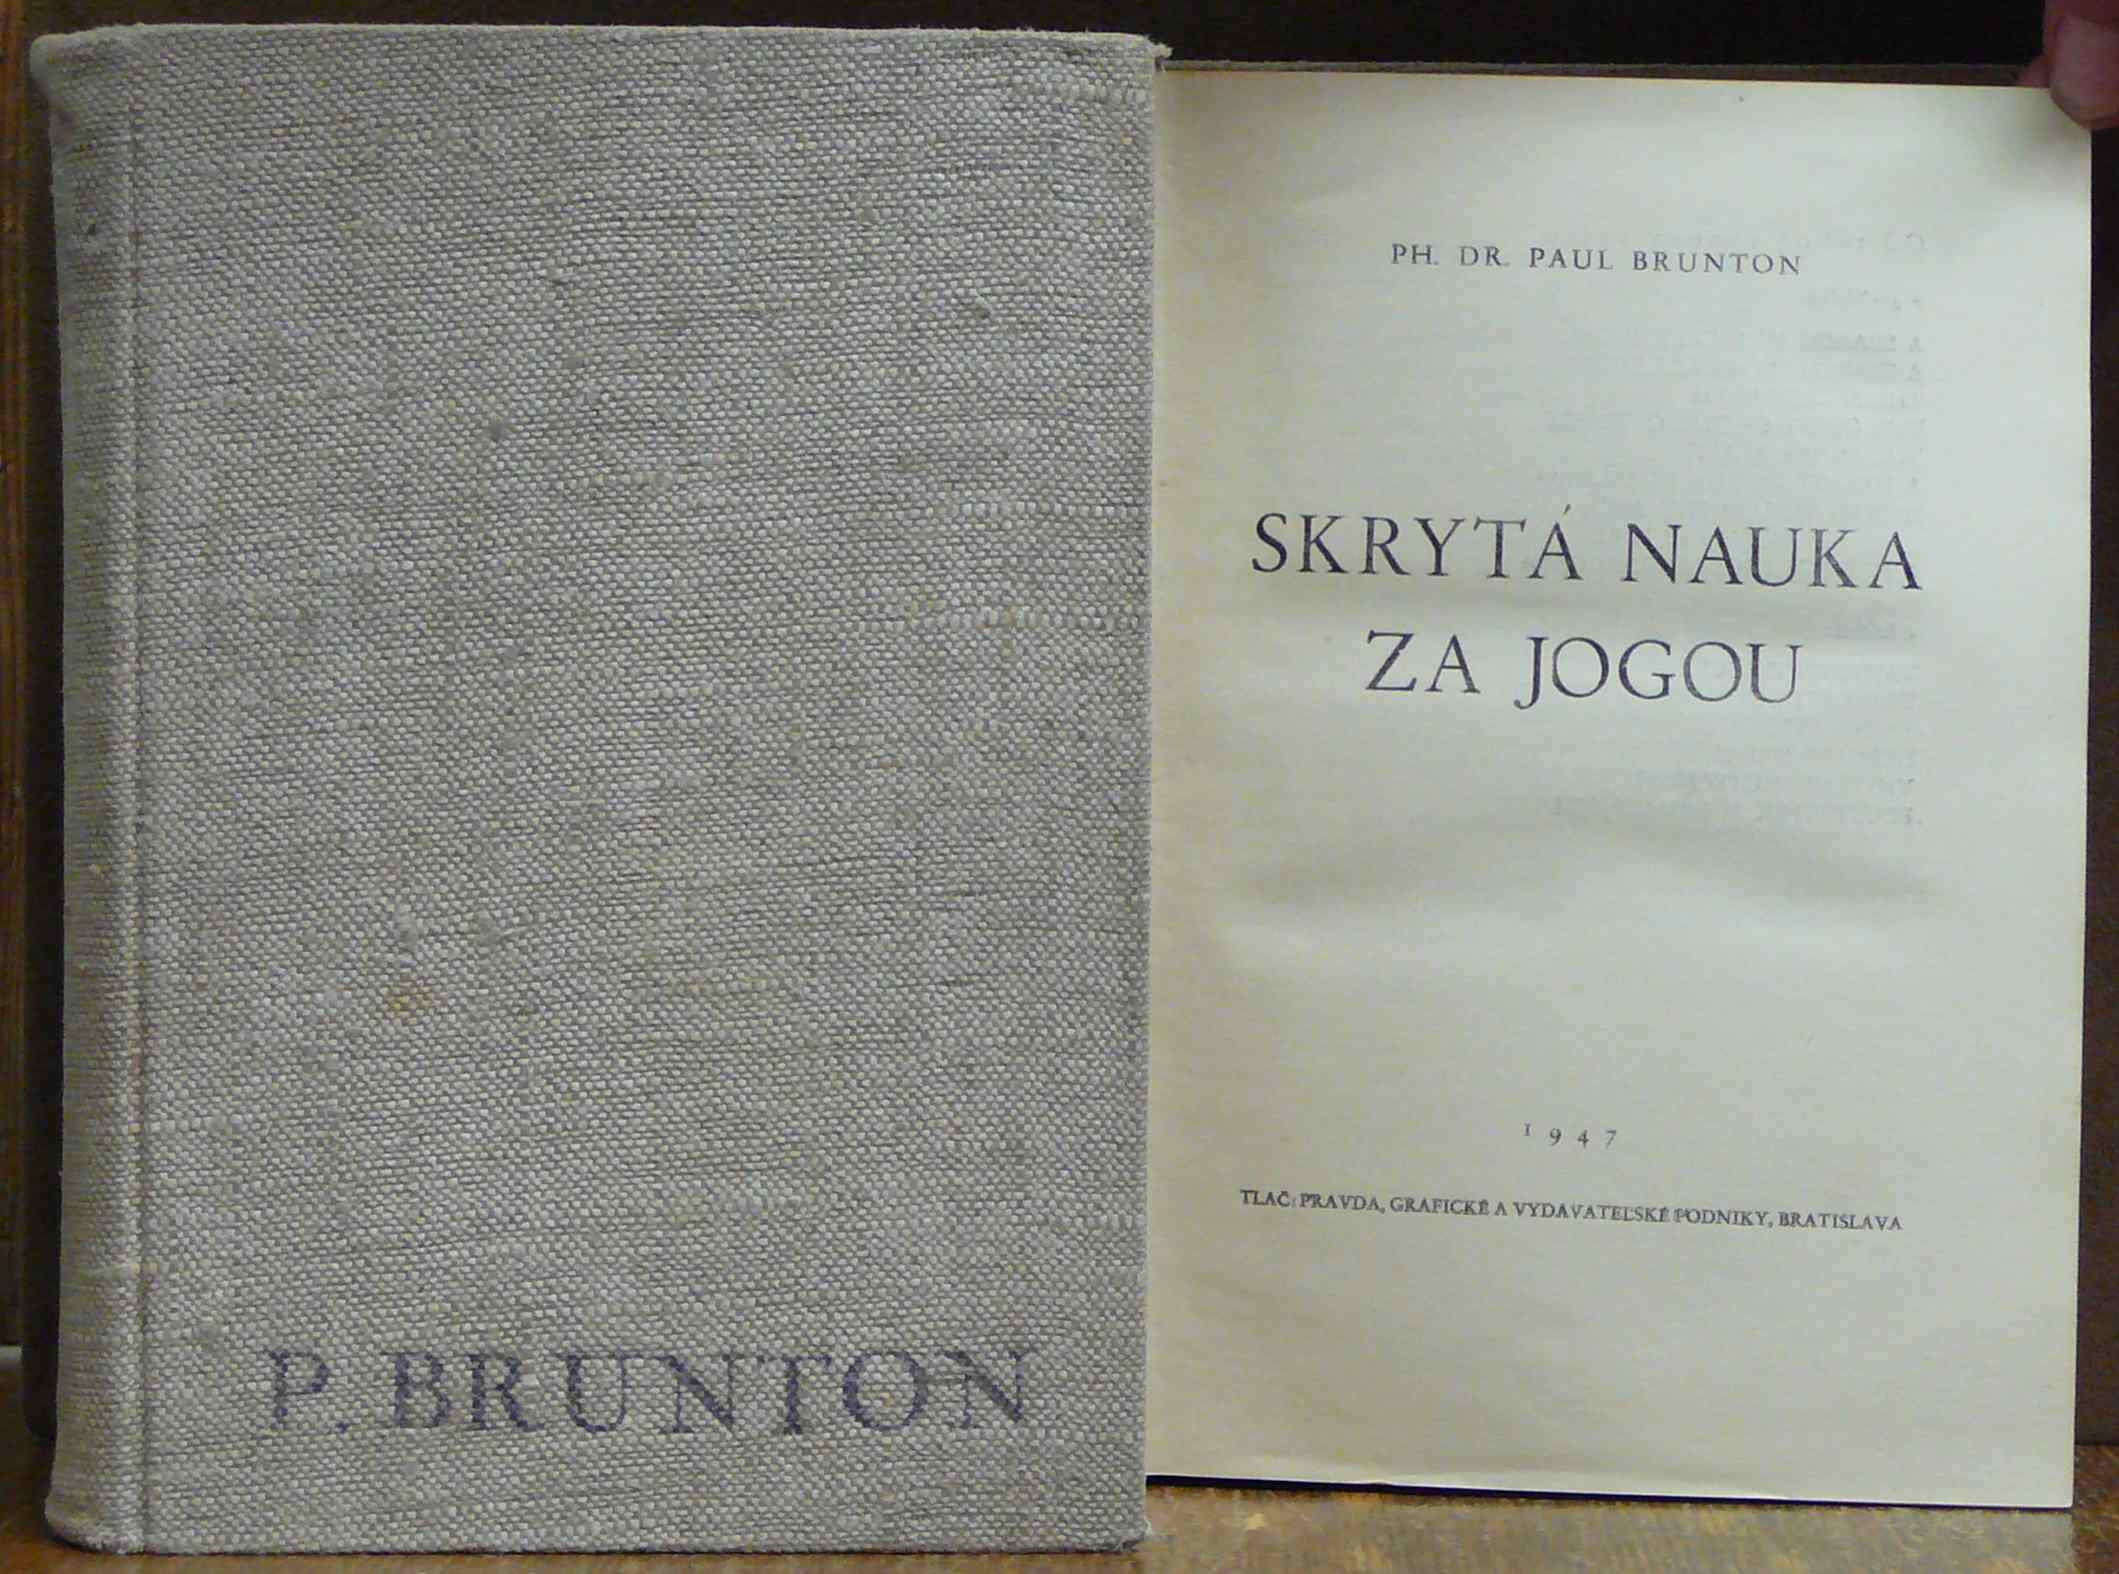 P. BRUNTON
PH. DR. PAUL BRUNTON
SKRYTÁ NAUKA
ZA JOGOU
1947
TLAČ: PRAVDA, GRAFICKÉ A VYDAVATEĽSKÉ PODNIKY, BRATISLAVA